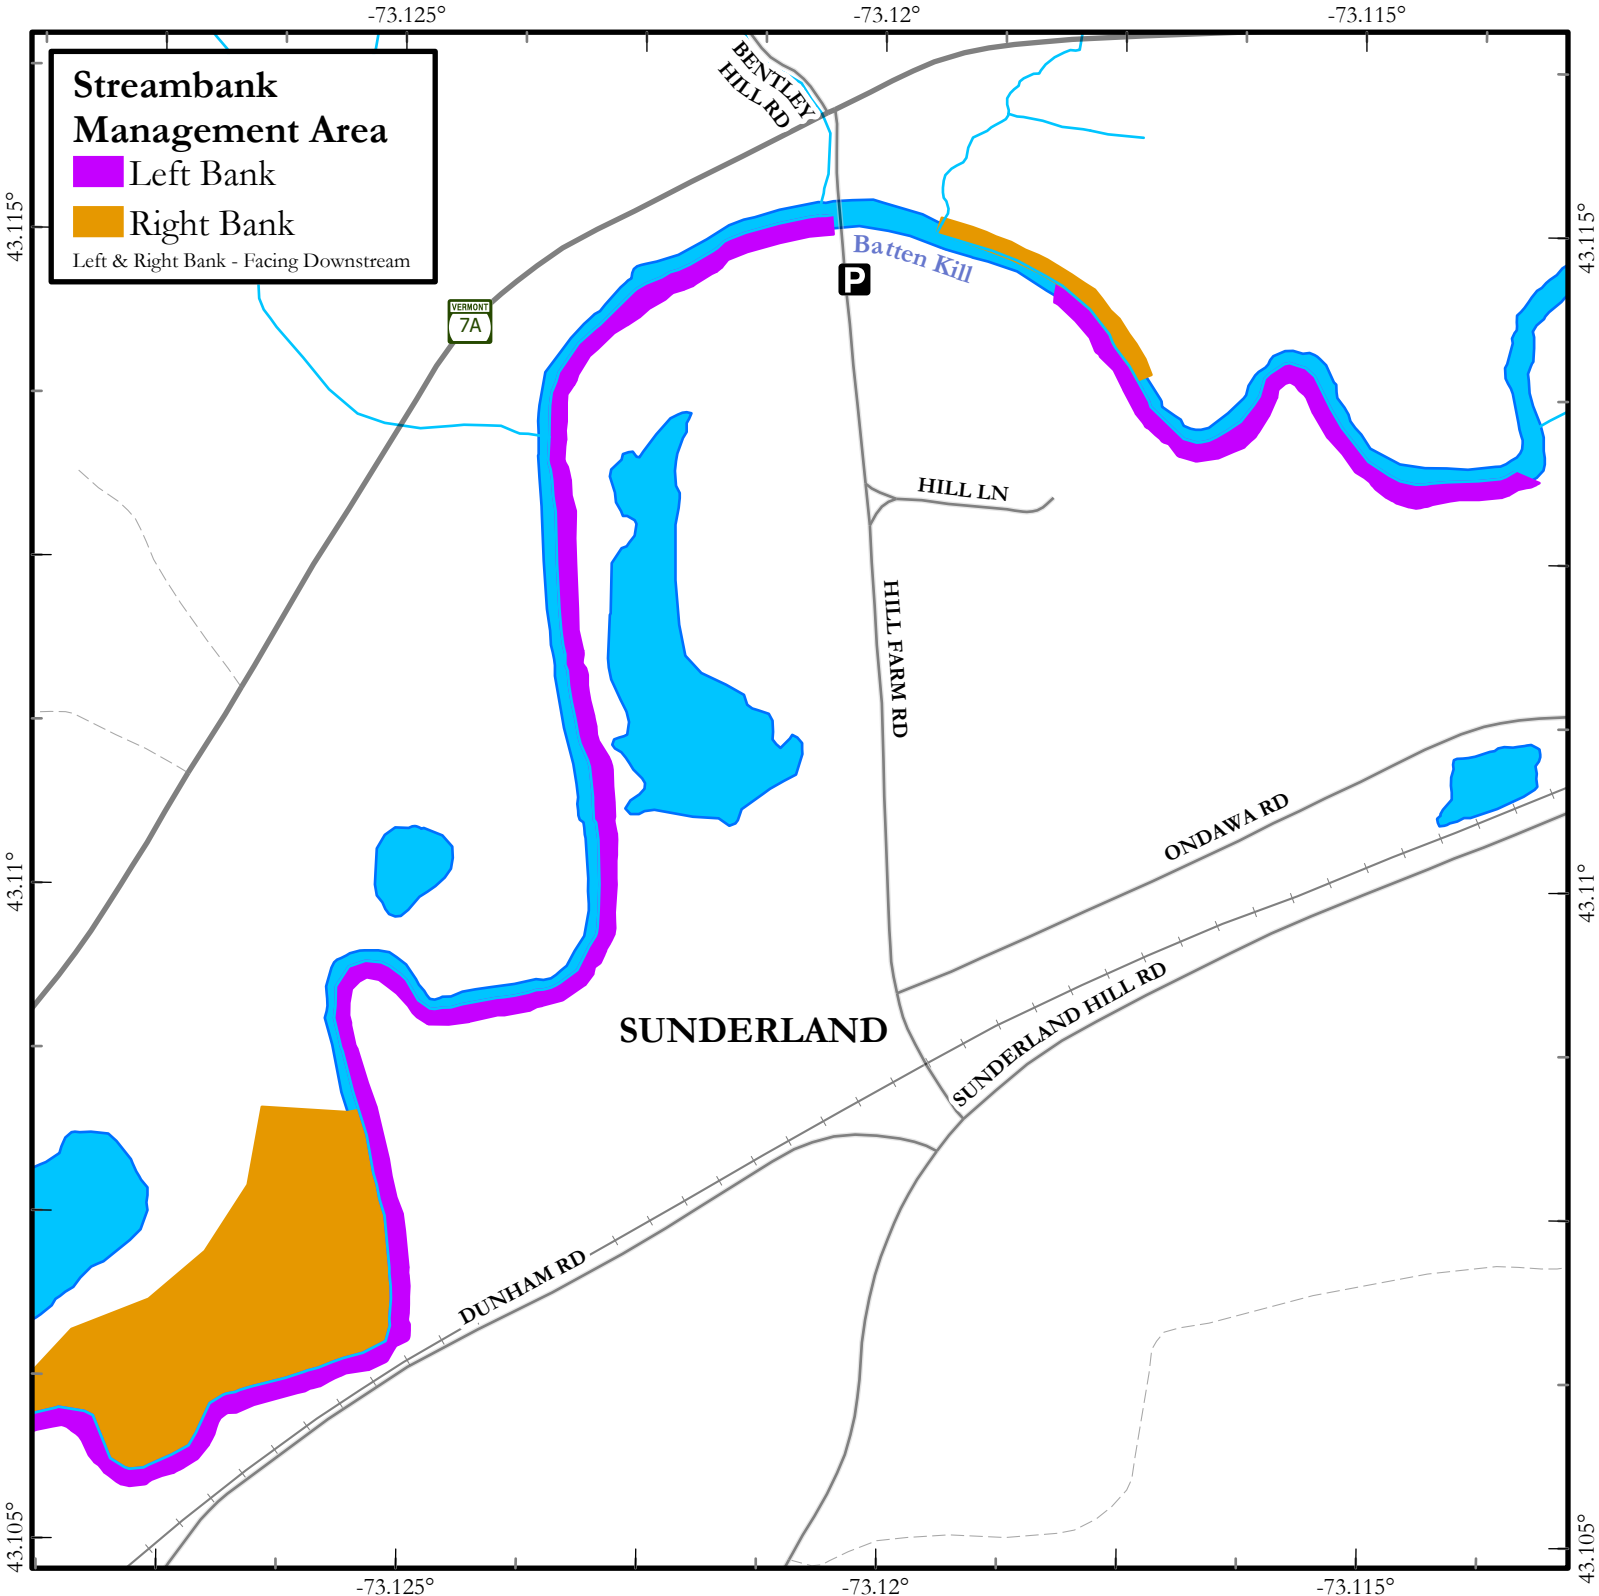 -73.125°
-73.12°
-73.115°
Streambank
Management Area
Left Bank
Right Bank
Left & Right Bank - Facing Downstream
BENTLEY
HILL RD
43.115°
43.115°
Batten Kill
P
VERMONT
7A
HILL LN
HILL FARM RD
ONDAWA RD
43.11°
43.11°
SUNDERLAND HILL RD
SUNDERLAND
DUNHAM RD
43.105°
43.105°
-73.125°
-73.12°
-73.115°